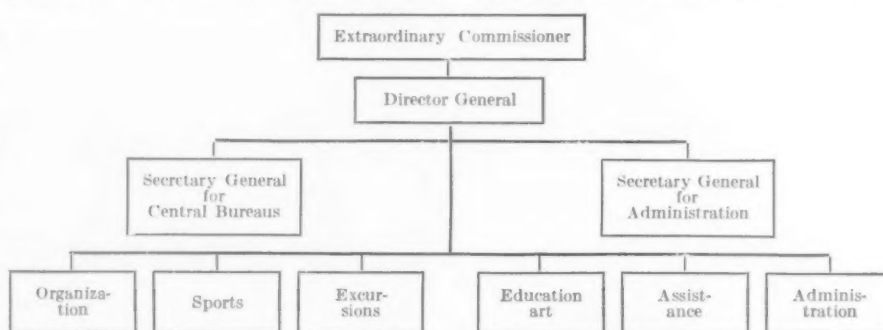 Extraordinary Commissioner
Director General
Secretary General
for
Central Bureaus
Secretary General
for
Administration
Organiza-
tion
Sports
Excur-
sions
Education
art
Assist-
ance
Adminis-
tration